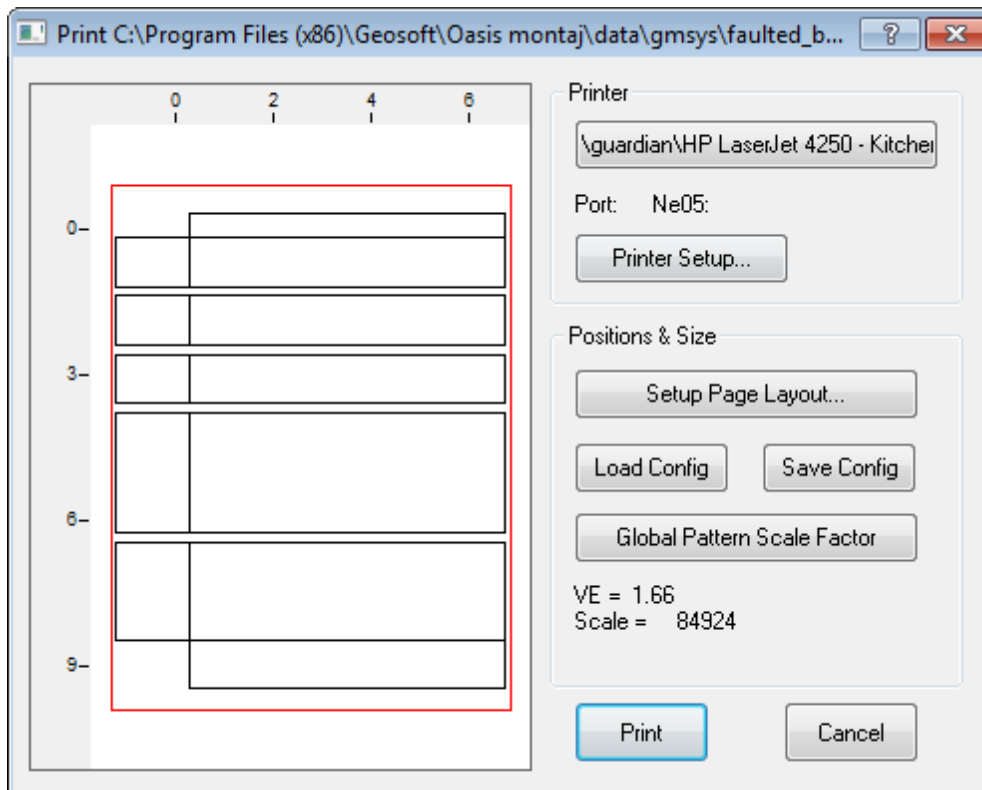 Print C:\Program Files (x86)\Geosoft\Oasis montaj\data\gmsys\faulted_b...
?
0 2 4 6
0
3
6
9
Printer
\guardian\HP LaserJet 4250 - Kitchen
Port: Ne05:
Printer Setup...
Positions & Size
Setup Page Layout...
Load Config Save Config
Global Pattern Scale Factor
VE = 1.66
Scale = 84924
Print Cancel